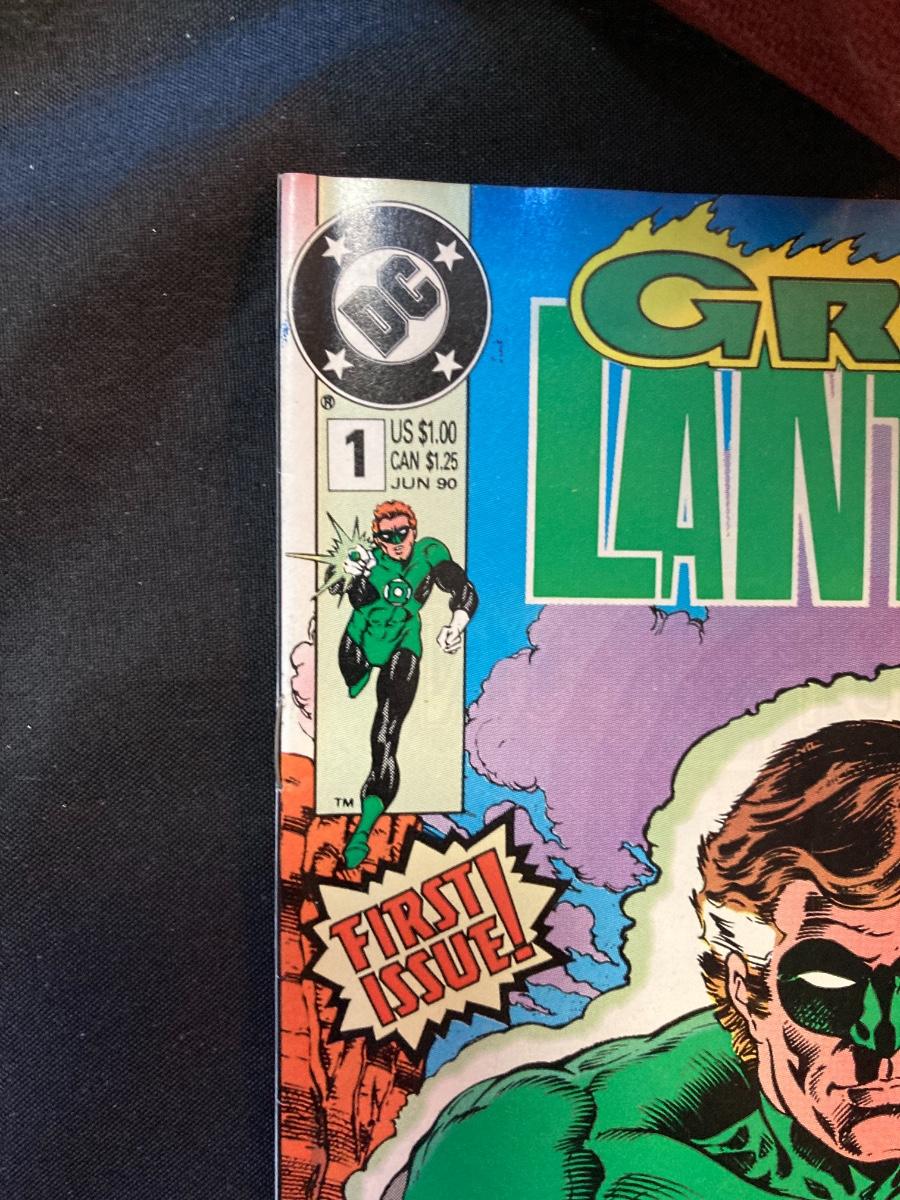 DC
GR
LANT
®
1
US $1.00
CAN $1.25
JUN 90
TM
FIRST
ISSUE!